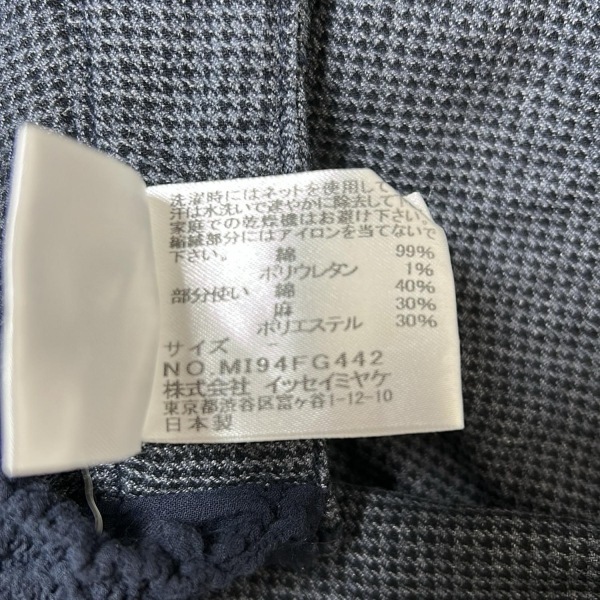 洗濯時にはネットを使用して
汗は水洗いで速やかに除去して下
家庭での乾燥機はお避け下さい。
縮絨部分にはアイロンを当てないで
下さい。 綿 99%
ポリウレタン 1%
部分使い 綿 40%
麻 30%
ポリエステル 30%
サイズ -
NO.MI94FG442
株式会社 イッセイミヤケ
東京都渋谷区富ヶ谷1-12-10
日本製